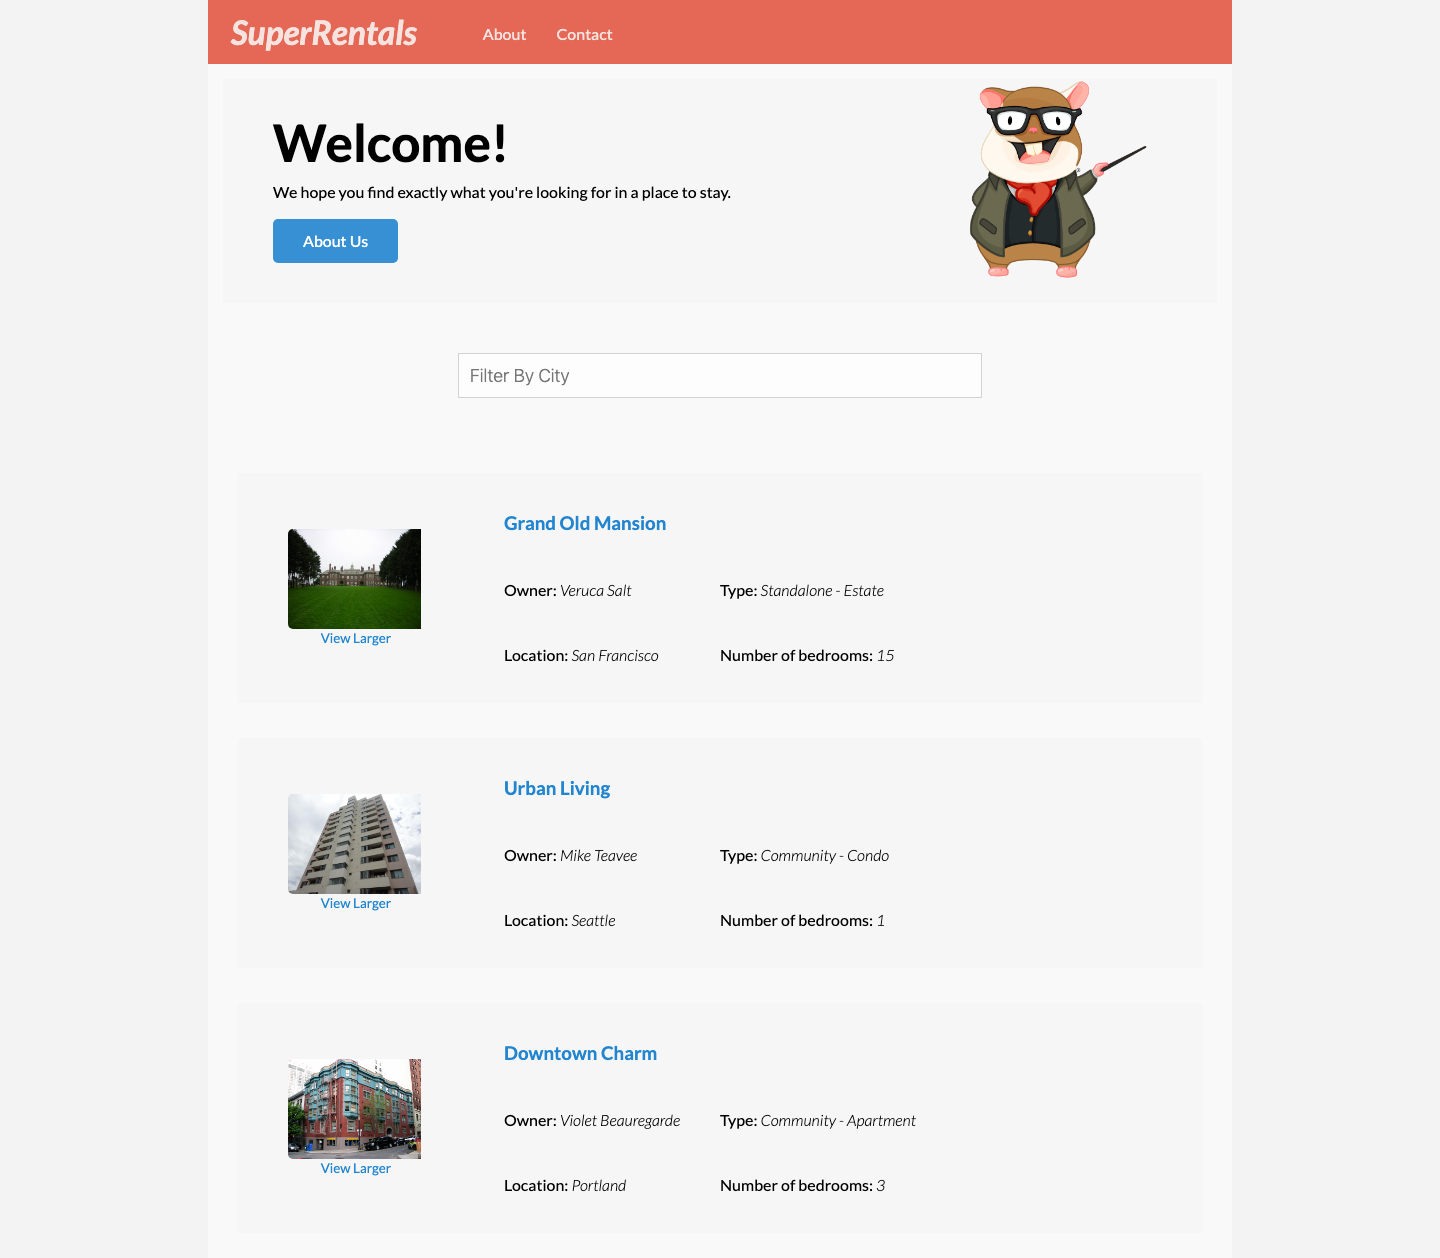 SuperRentals About Contact
Welcome!
We hope you find exactly what you're looking for in a place to stay.
About Us
Filter By City
Grand Old Mansion
Owner: Veruca Salt Type: Standalone - Estate
View Larger
Location: San Francisco Number of bedrooms: 15
Urban Living
Owner: Mike Teavee Type: Community - Condo
View Larger
Location: Seattle Number of bedrooms: 1
Downtown Charm
Owner: Violet Beauregarde Type: Community - Apartment
View Larger
Location: Portland Number of bedrooms: 3